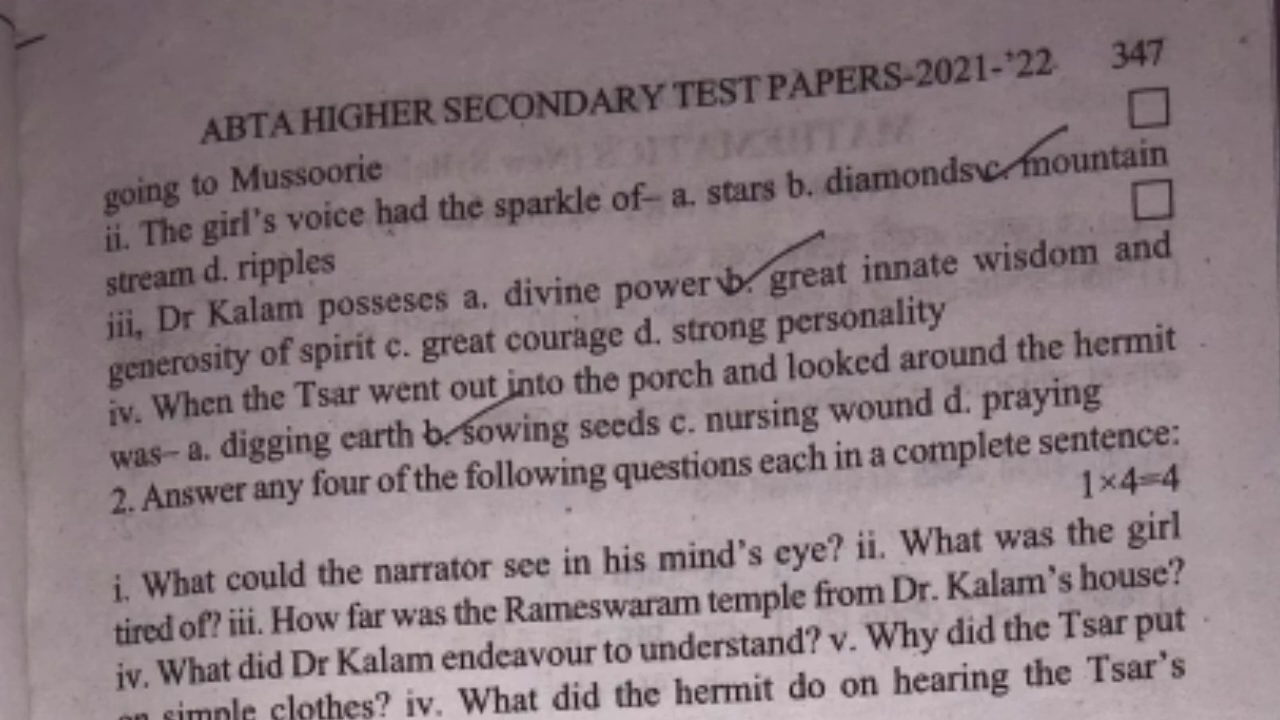 ABTA HIGHER SECONDARY TEST PAPERS-2021-'22 347
going to Mussoorie
ii. The girl's voice had the sparkle of– a. stars b. diamonds c. mountain
stream d. ripples
iii, Dr Kalam posseses a. divine power b. great innate wisdom and
generosity of spirit c. great courage d. strong personality
iv. When the Tsar went out into the porch and looked around the hermit
was– a. digging earth b. sowing seeds c. nursing wound d. praying
2. Answer any four of the following questions each in a complete sentence:
1×4=4
i. What could the narrator see in his mind's eye? ii. What was the girl
tired of? iii. How far was the Rameswaram temple from Dr. Kalam's house?
iv. What did Dr Kalam endeavour to understand? v. Why did the Tsar put
on simple clothes? iv. What did the hermit do on hearing the Tsar's